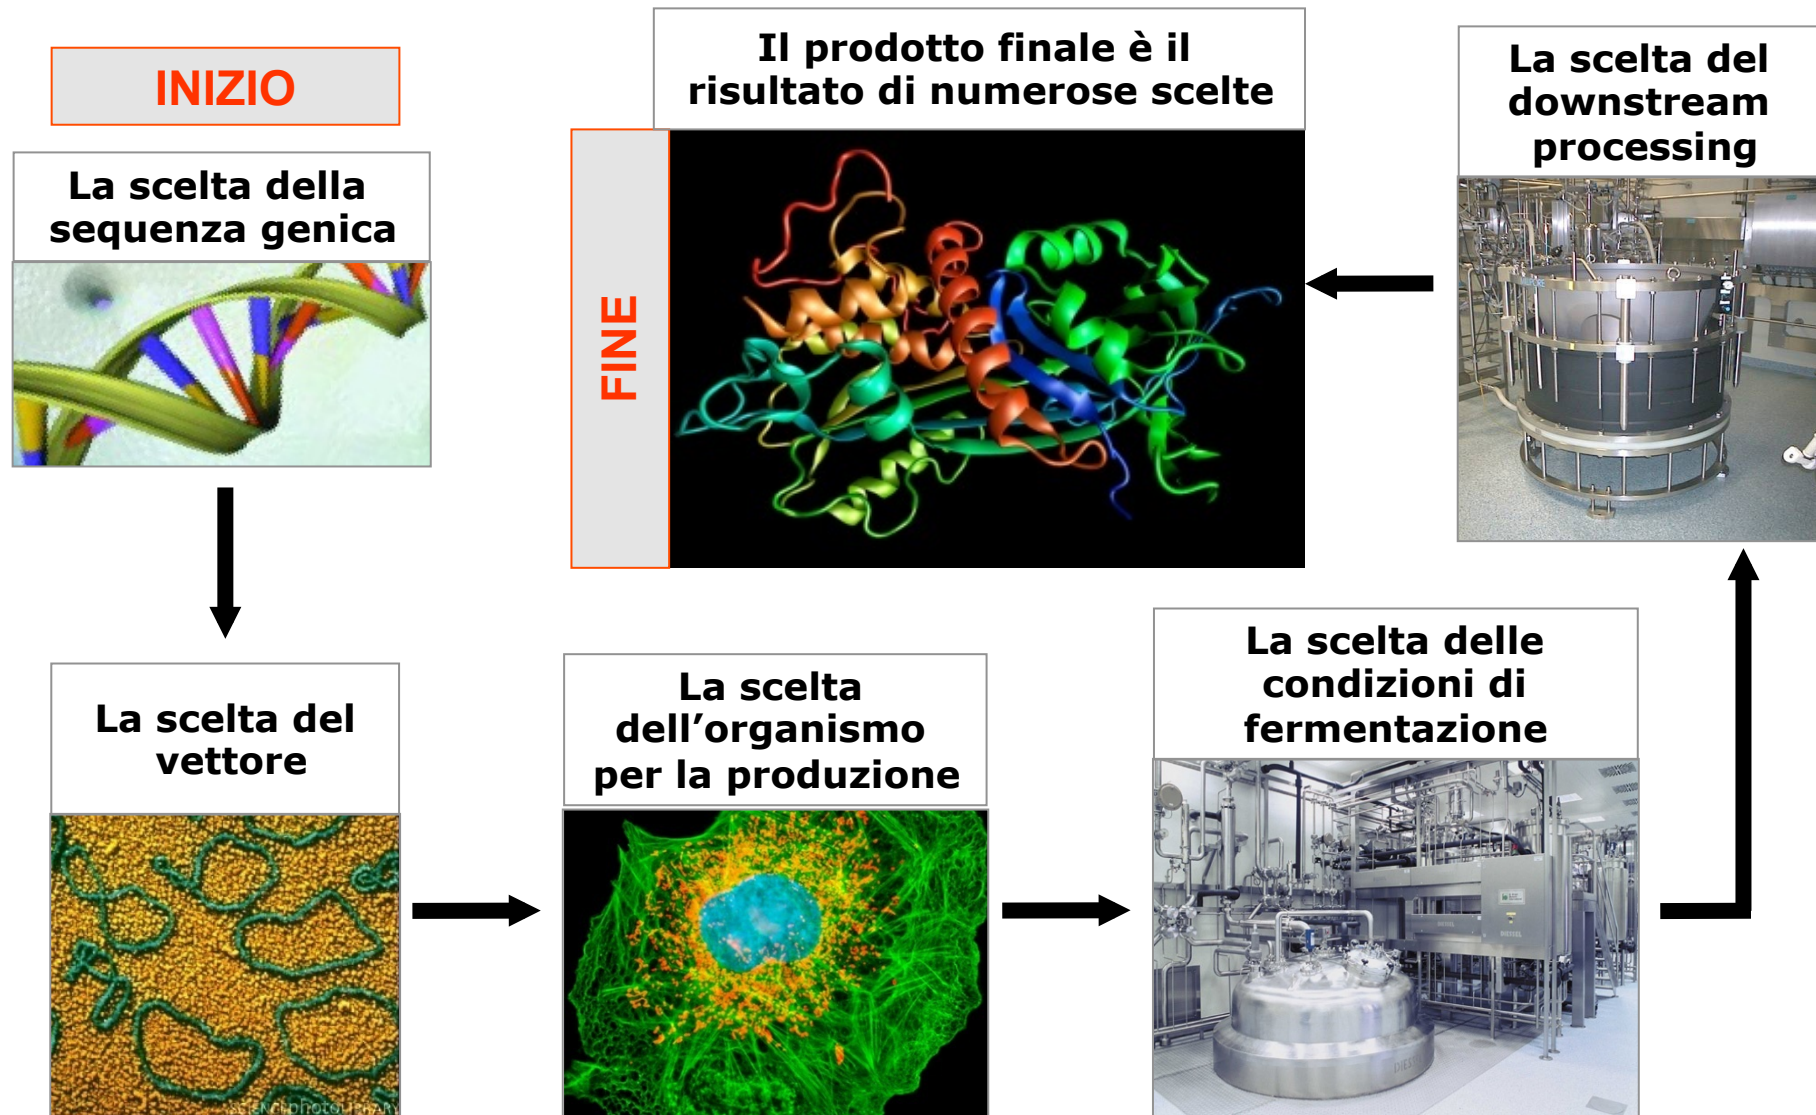 INIZIO
La scelta della
sequenza genica
La scelta del
vettore
La scelta
dell’organismo
per la produzione
La scelta delle
condizioni di
fermentazione
La scelta del
downstream
processing
Il prodotto finale è il
risultato di numerose scelte
FINE